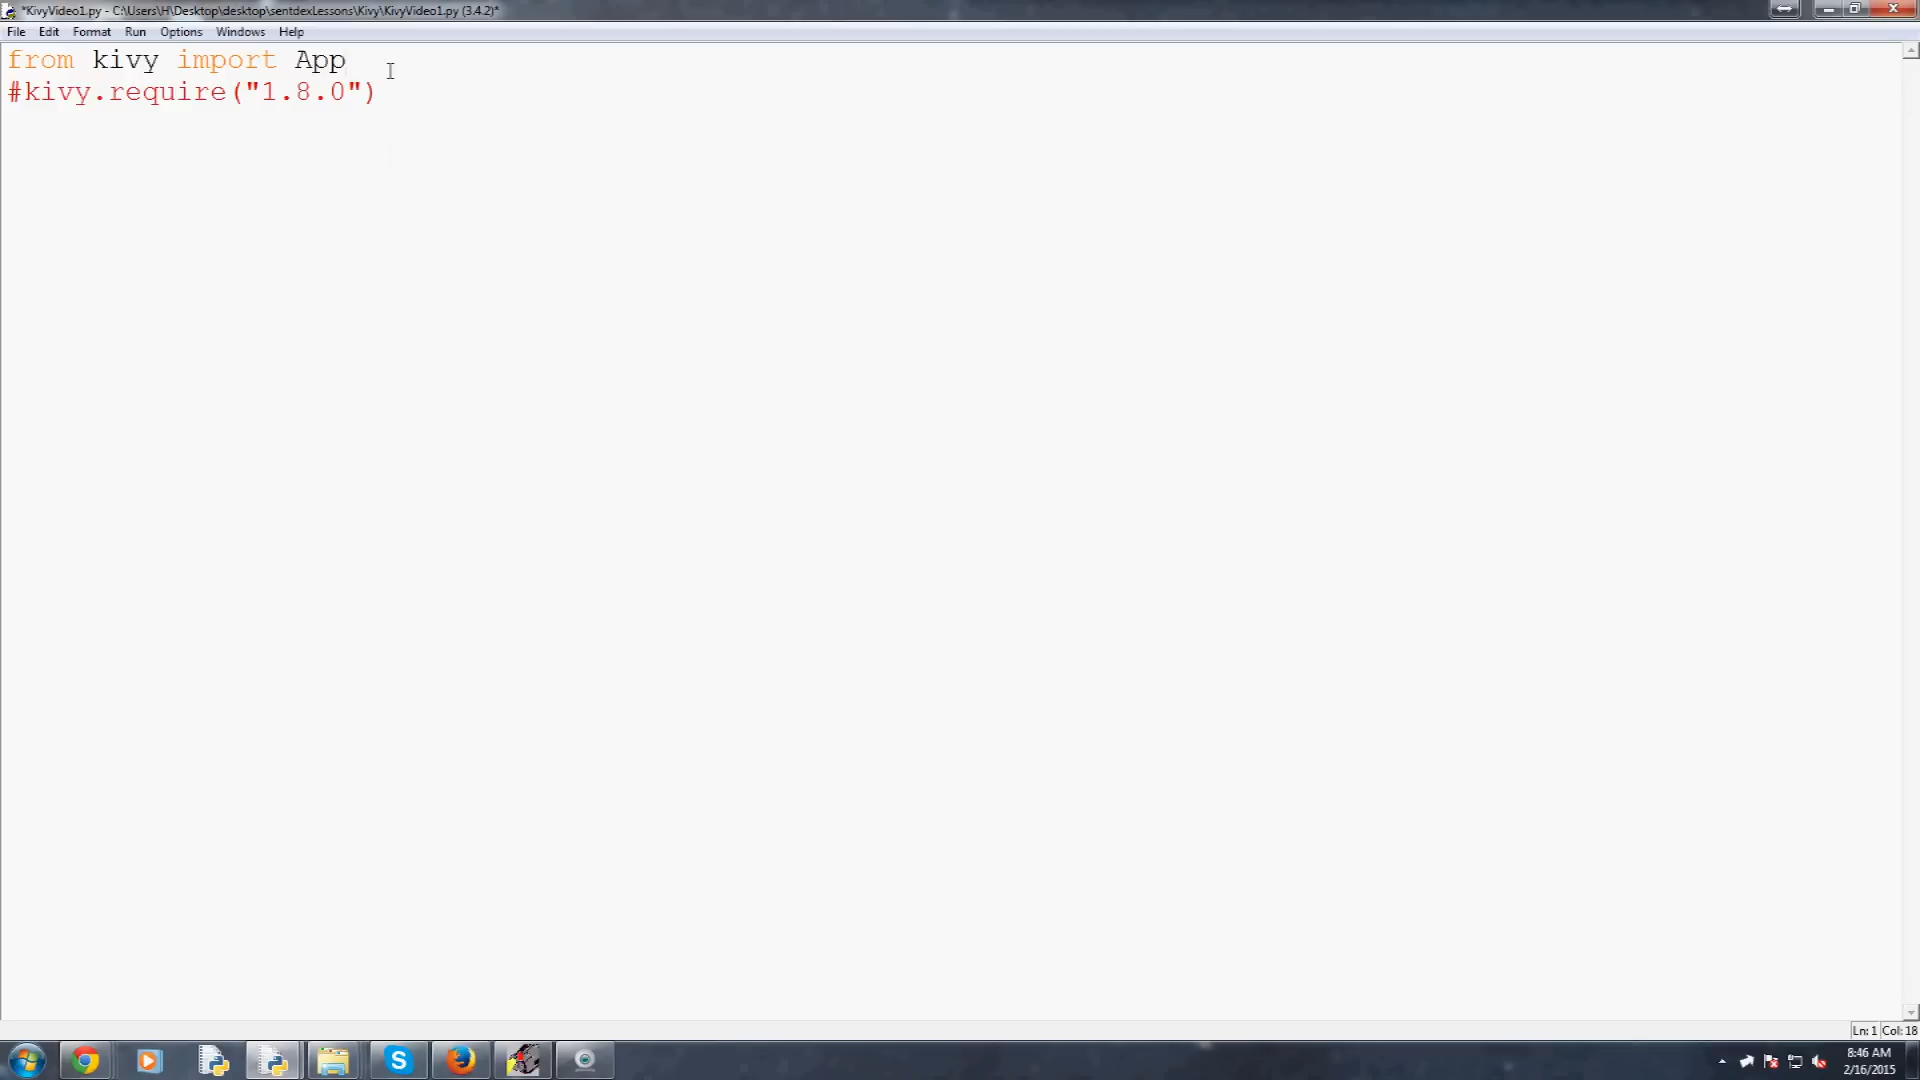 *KivyVideo1.py - C:\Users\H\Desktop\desktop\sentdexLessons\Kivy\KivyVideo1.py (3.4.2)*
File Edit Format Run Options Windows Help
from kivy import App
#kivy.require("1.8.0")
Ln: 1 Col: 18
8:46 AM
2/16/2015